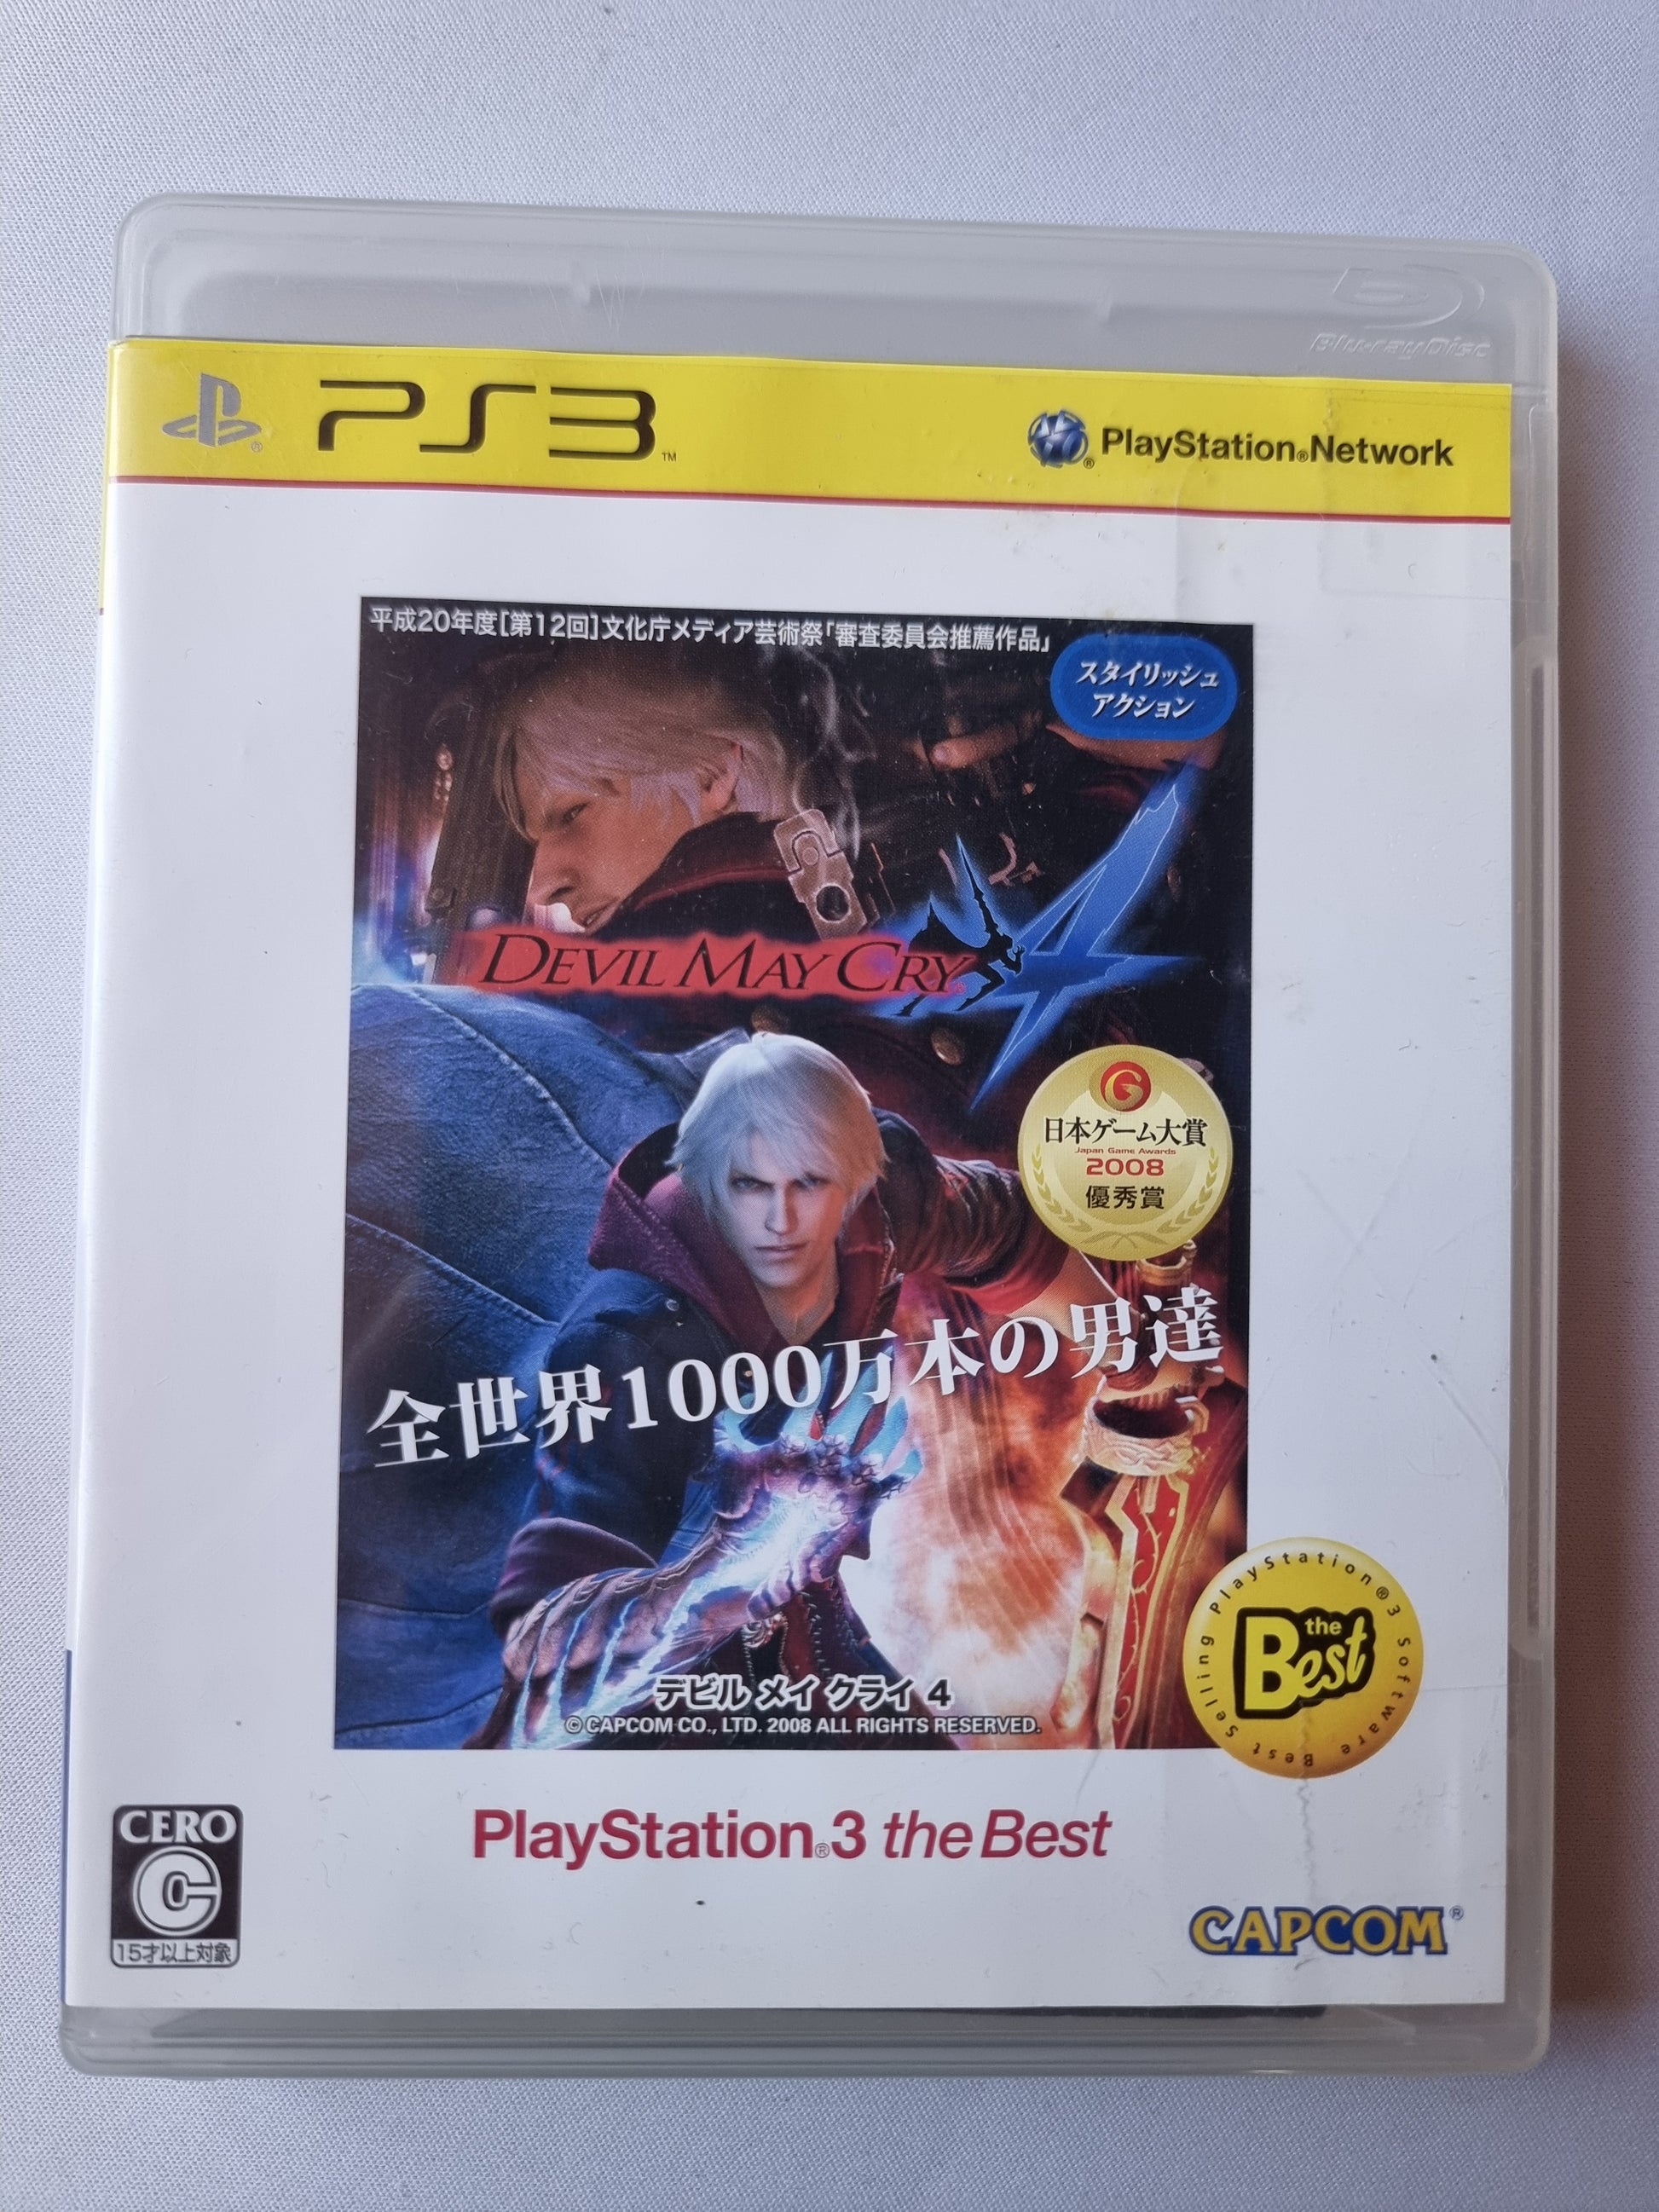 Blu-ray Disc
PS3™
PlayStation®Network
平成20年度[第12回]文化庁メディア芸術祭「審査委員会推薦作品」
スタイリッシュ
アクション
DEVIL MAY CRY 4
日本ゲーム大賞
Japan Game Awards
2008
優秀賞
全世界1000万本の男達
デビル メイ クライ 4
© CAPCOM CO., LTD. 2008 ALL RIGHTS RESERVED.
PlayStation®3 Software Best Selling
the
Best
PlayStation®3 the Best
CERO
C
15才以上対象
CAPCOM®